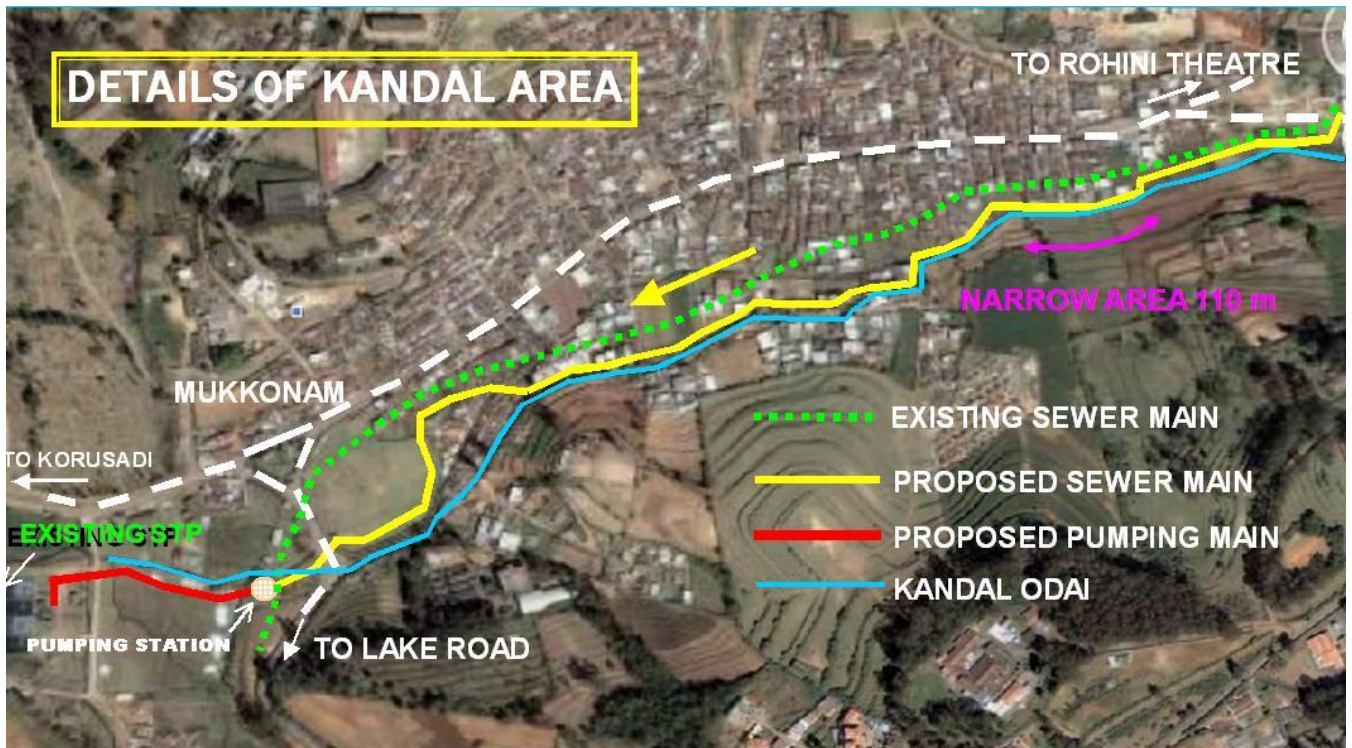 DETAILS OF KANDAL AREA
TO ROHINI THEATRE
NARROW AREA 110 m
MUKKONAM
EXISTING SEWER MAIN
TO KORUSADI
PROPOSED SEWER MAIN
EXISTING STP
PROPOSED PUMPING MAIN
KANDAL ODAI
PUMPING STATION
TO LAKE ROAD